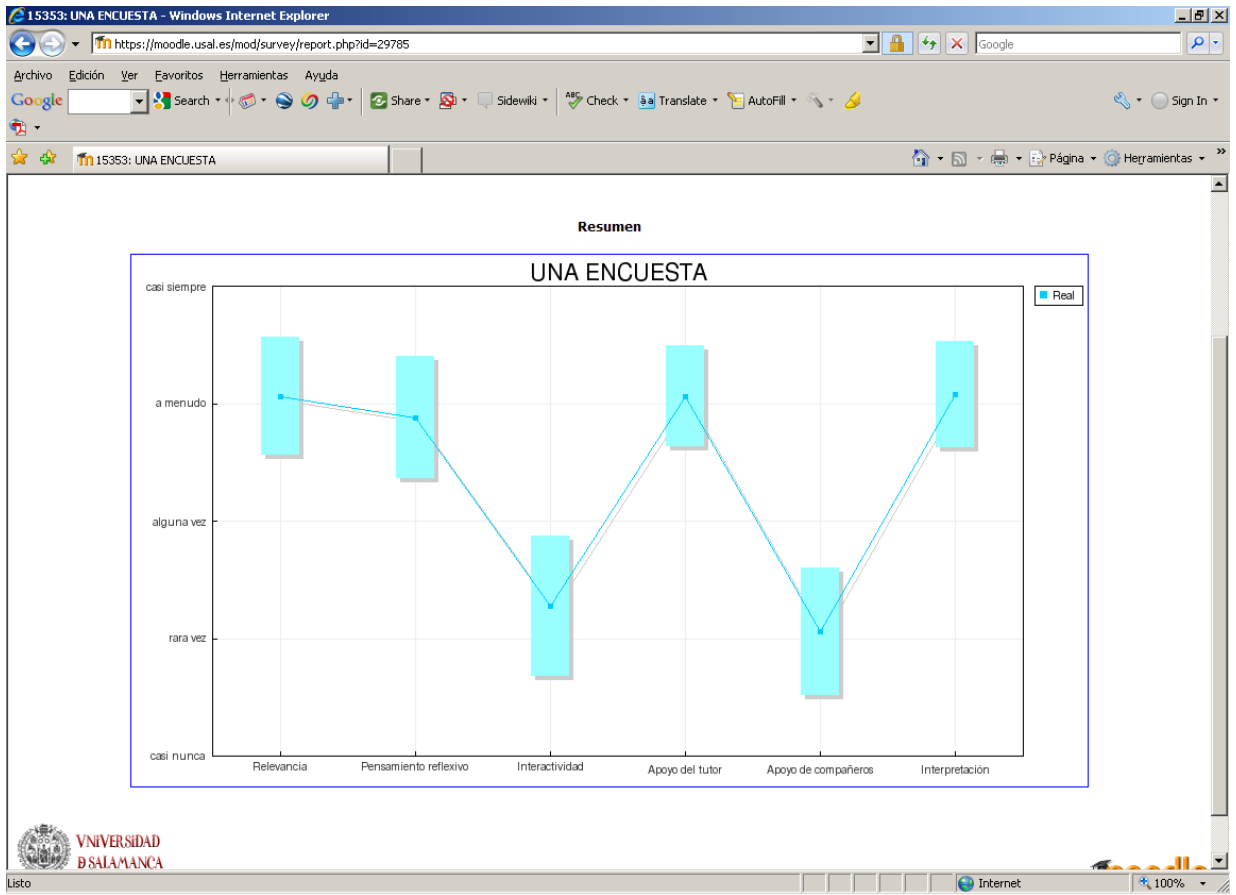 15353: UNA ENCUESTA - Windows Internet Explorer
https://moodle.usal.es/mod/survey/report.php?id=29785
Google
Archivo Edición Ver Favoritos Herramientas Ayuda
Google Search Share Sidewiki Check Translate AutoFill Sign In
15353: UNA ENCUESTA
Página Herramientas
Resumen
UNA ENCUESTA
casi siempre
Real
a menudo
alguna vez
rara vez
casi nunca
Relevancia Pensamiento reflexivo Interactividad Apoyo del tutor Apoyo de compañeros Interpretación
VNiVERSiDAD
D SALAMANCA
moodle
Listo Internet 100%